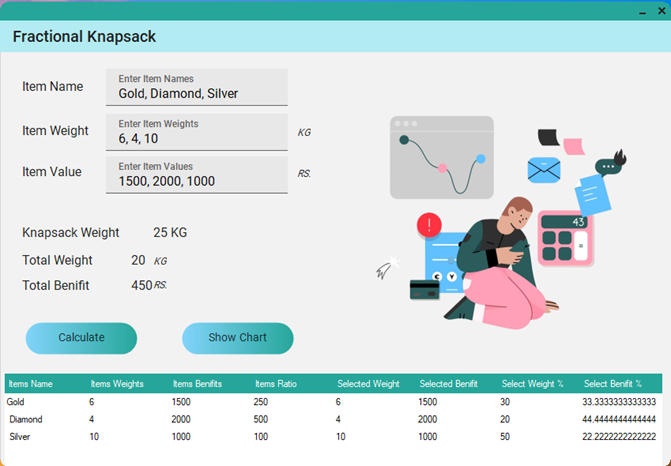 Fractional Knapsack
Item Name
Enter Item Names
Gold, Diamond, Silver
Item Weight
Enter Item Weights
6, 4, 10
KG
Item Value
Enter Item Values
1500, 2000, 1000
RS.
Knapsack Weight 25 KG
Total Weight 20 KG
Total Benifit 450 RS.
Calculate Show Chart
43
!
€ Y
Items Name Items Weights Items Benifits Items Ratio Selected Weight Selected Benifit Select Weight % Select Benifit %
Gold 6 1500 250 6 1500 30 33.3333333333333
Diamond 4 2000 500 4 2000 20 44.4444444444444
Silver 10 1000 100 10 1000 50 22.2222222222222